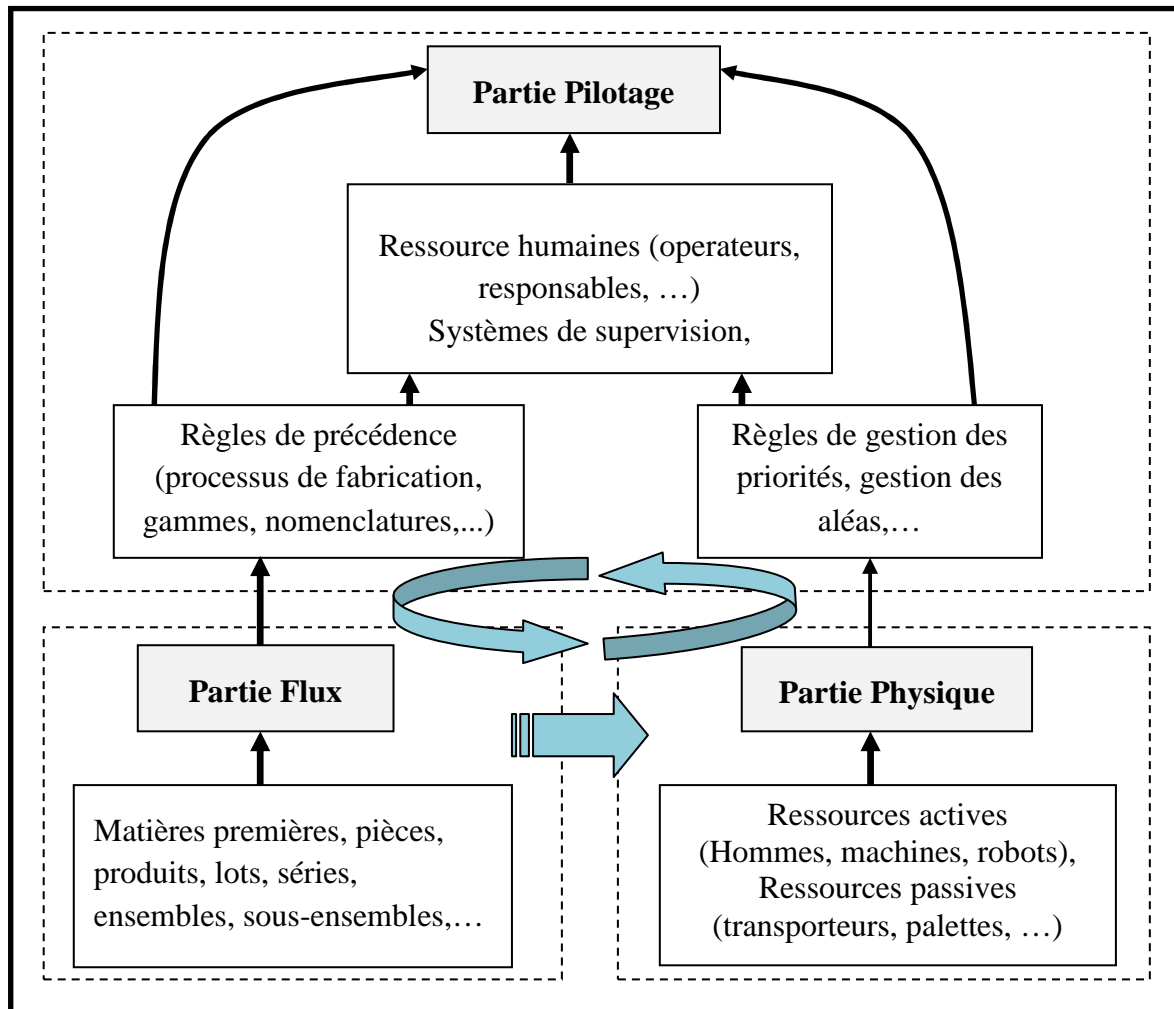 Partie Pilotage
Ressource humaines (operateurs,
responsables, …)
Systèmes de supervision,
Règles de précédence
(processus de fabrication,
gammes, nomenclatures,...)
Règles de gestion des
priorités, gestion des
aléas,…
Partie Flux
Partie Physique
Matières premières, pièces,
produits, lots, séries,
ensembles, sous-ensembles,…
Ressources actives
(Hommes, machines, robots),
Ressources passives
(transporteurs, palettes, …)